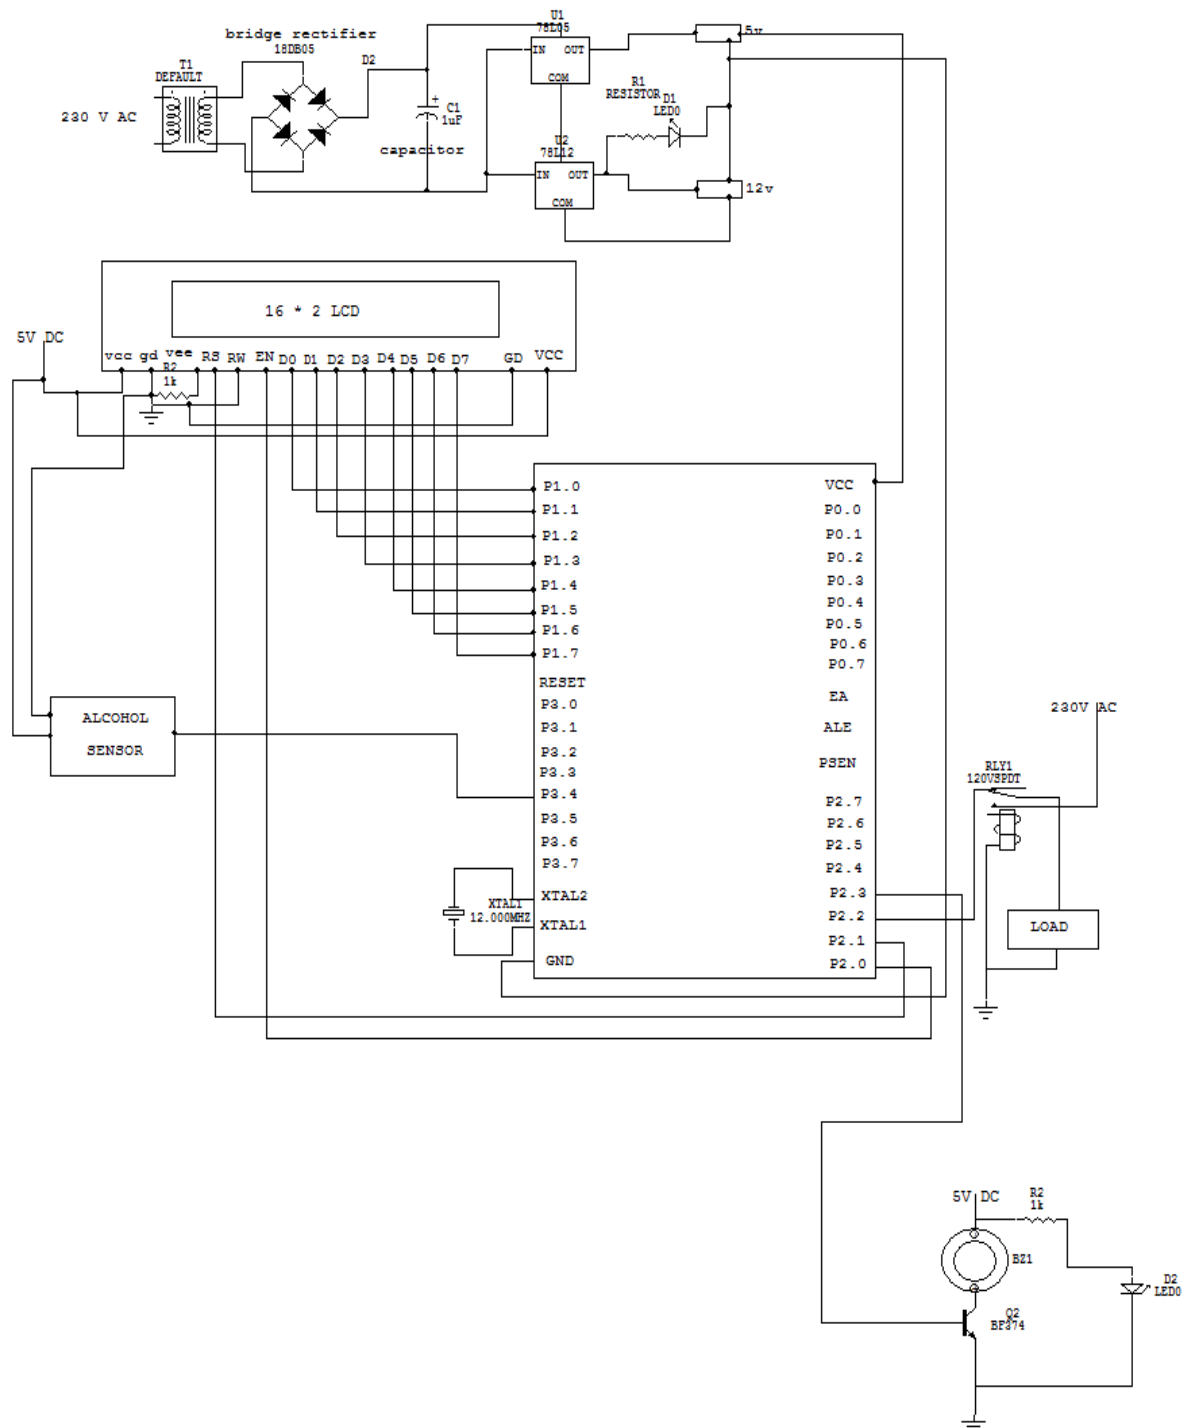 bridge rectifier
18DB05
D2
T1
DEFAULT
230 V AC
+
C1
1uF
capacitor
U1
78L05
IN OUT
COM
5v
R1
RESISTOR
D1
LED0
U2
78L12
IN OUT
COM
12v
16 * 2 LCD
5V DC
vcc gd vee RS RW EN D0 D1 D2 D3 D4 D5 D6 D7 GD VCC
R2
1k
P1.0
P1.1
P1.2
P1.3
P1.4
P1.5
P1.6
P1.7
RESET
P3.0
P3.1
P3.2
P3.3
P3.4
P3.5
P3.6
P3.7
XTAL2
XTAL1
GND
VCC
P0.0
P0.1
P0.2
P0.3
P0.4
P0.5
P0.6
P0.7
EA
ALE
PSEN
P2.7
P2.6
P2.5
P2.4
P2.3
P2.2
P2.1
P2.0
ALCOHOL
SENSOR
XTAL1
12.000MHZ
230V AC
RLY1
120VSPDT
LOAD
5V DC
R2
1k
BZ1
D2
LED0
Q2
BF374